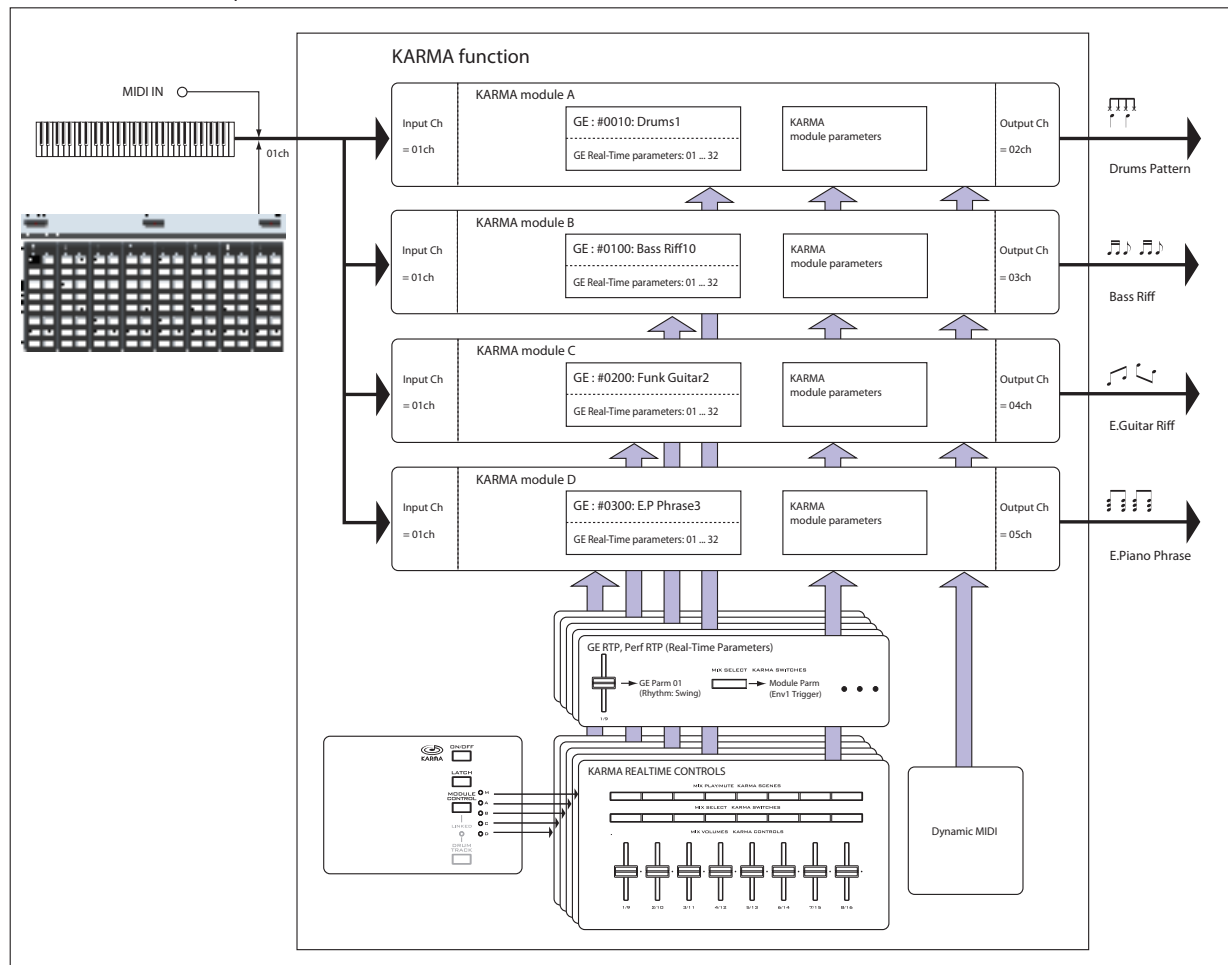 KARMA function
MIDI IN
01ch
KARMA module A
Input Ch
= 01ch
GE : #0010: Drums1
GE Real-Time parameters: 01 ... 32
KARMA
module parameters
Output Ch
= 02ch
Drums Pattern
KARMA module B
Input Ch
= 01ch
GE : #0100: Bass Riff10
GE Real-Time parameters: 01 ... 32
KARMA
module parameters
Output Ch
= 03ch
Bass Riff
KARMA module C
Input Ch
= 01ch
GE : #0200: Funk Guitar2
GE Real-Time parameters: 01 ... 32
KARMA
module parameters
Output Ch
= 04ch
E.Guitar Riff
KARMA module D
Input Ch
= 01ch
GE : #0300: E.P Phrase3
GE Real-Time parameters: 01 ... 32
KARMA
module parameters
Output Ch
= 05ch
E.Piano Phrase
GE RTP, Perf RTP (Real-Time Parameters)
MIX SELECT KARMA SWITCHES
GE Parm 01
(Rhythm: Swing)
Module Parm
(Env1 Trigger)
1/9
KARMA
ON/OFF
LATCH
MODULE
CONTROL
M
A
B
C
D
LINKED
DRUM
TRACK
KARMA REALTIME CONTROLS
MIX PLAY/MUTE KARMA SCENES
MIX SELECT KARMA SWITCHES
MIX VOLUMES KARMA CONTROLS
1/9 2/10 3/11 4/12 5/13 6/14 7/15 8/16
Dynamic MIDI